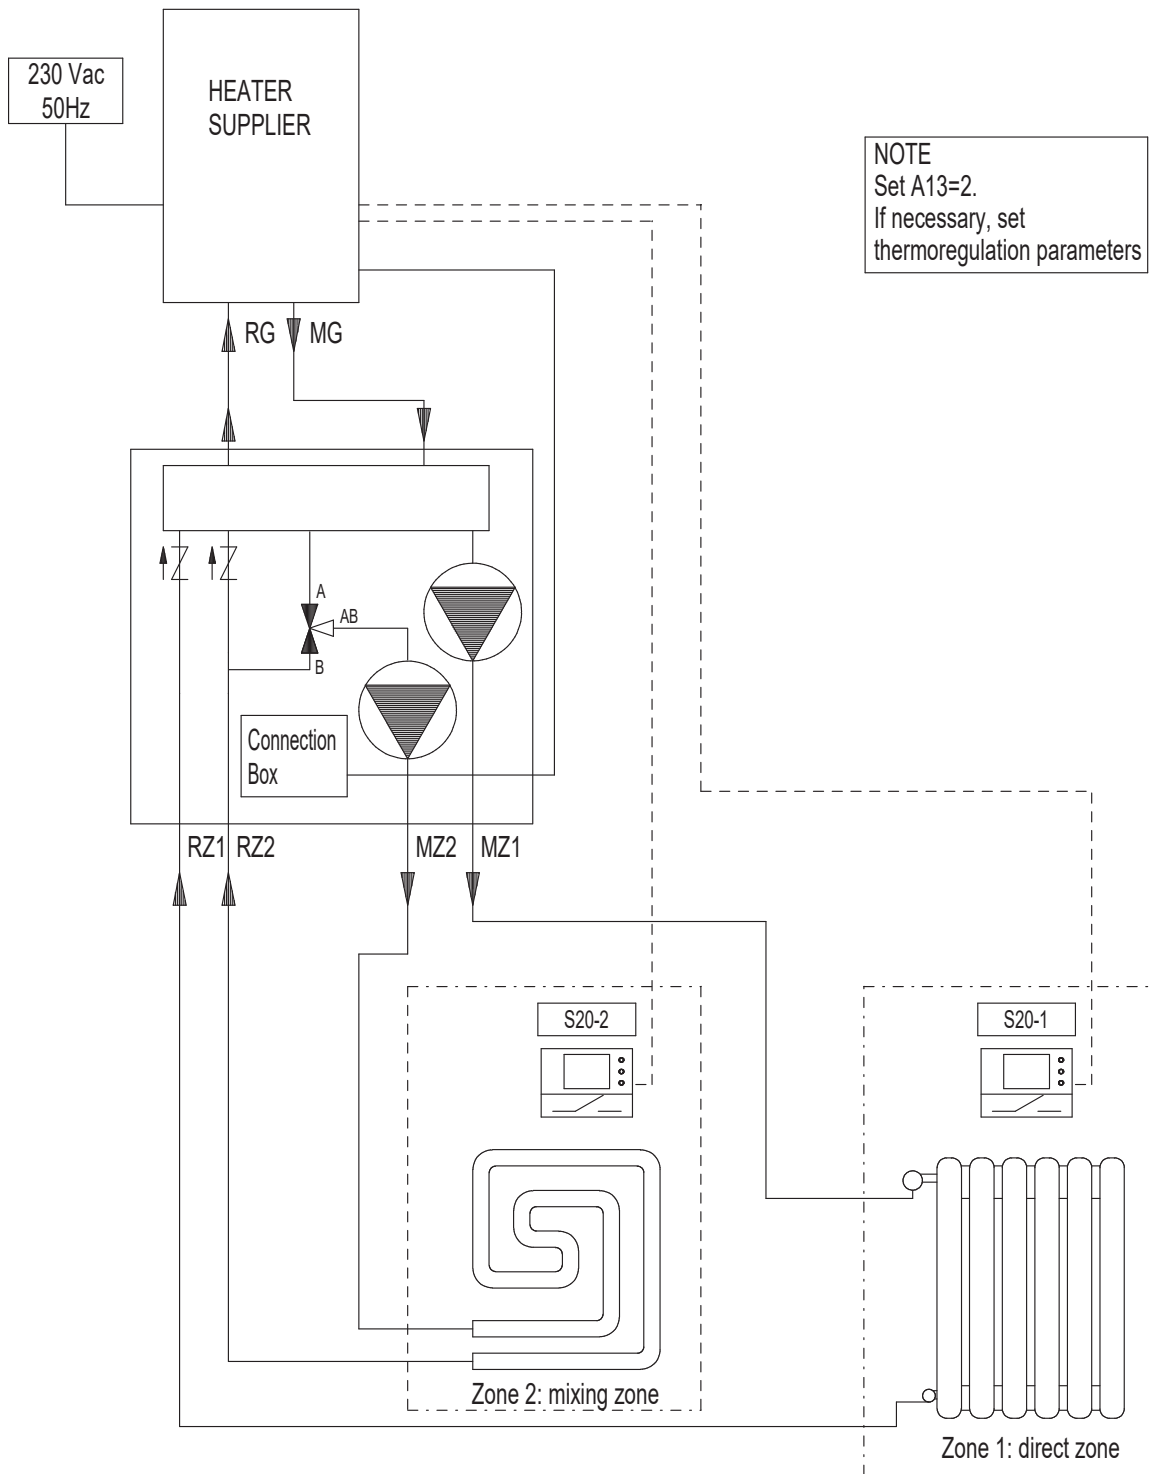 230 Vac
50Hz
HEATER
SUPPLIER
NOTE
Set A13=2.
If necessary, set
thermoregulation parameters
RG
MG
A
AB
B
Connection
Box
RZ1
RZ2
MZ2
MZ1
S20-2
S20-1
Zone 2: mixing zone
Zone 1: direct zone